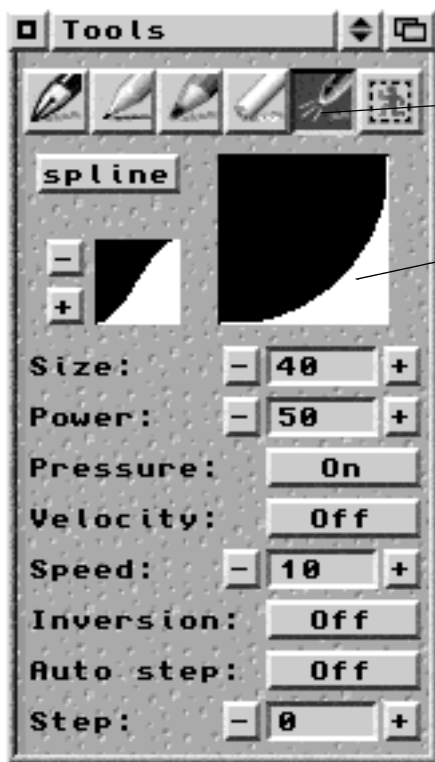 Tools
spline
-
+
Size: - 40 +
Power: - 50 +
Pressure: On
Velocity: Off
Speed: - 10 +
Inversion: Off
Auto step: Off
Step: - 0 +